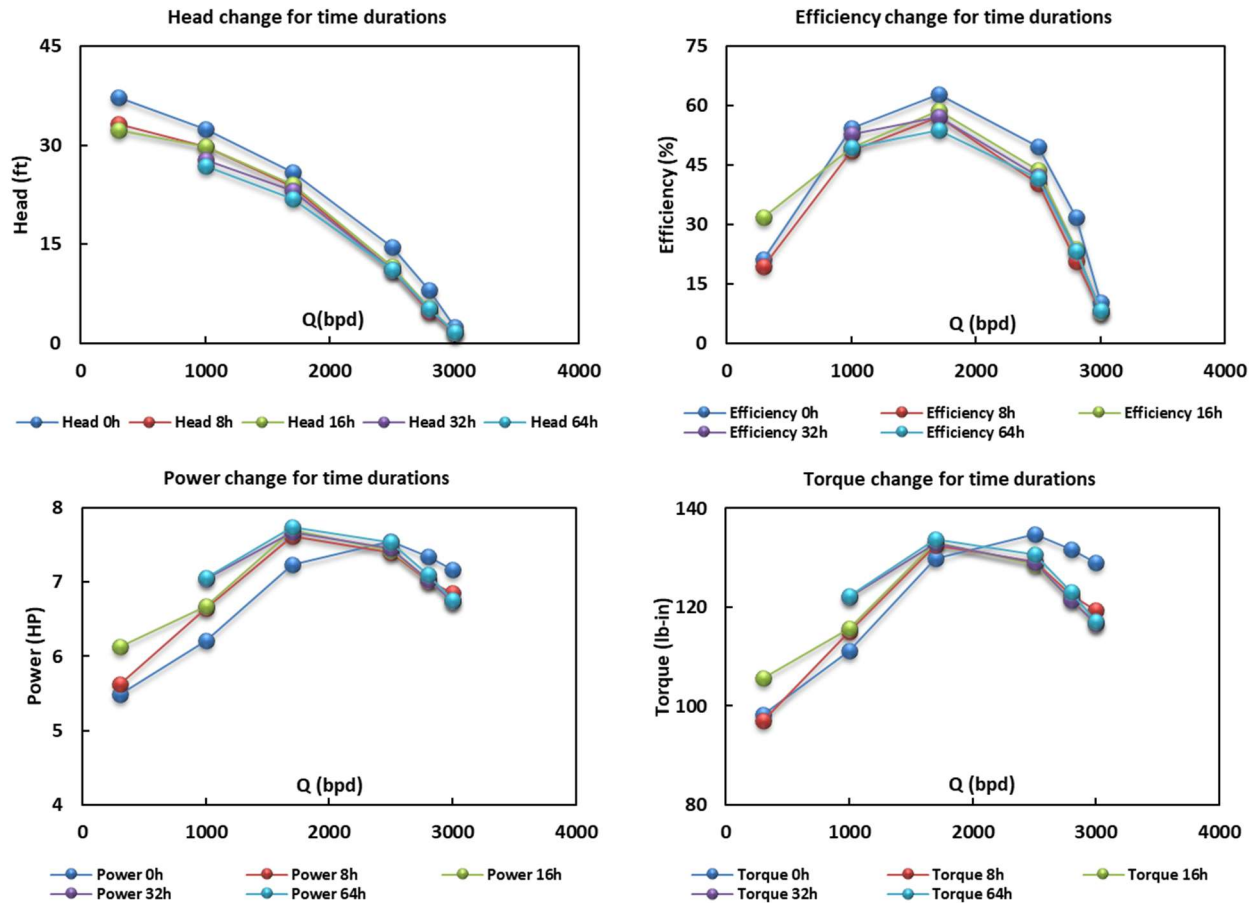 Head change for time durations
45
30
15
0
Head (ft)
Q(bpd)
0 1000 2000 3000 4000
Head 0h Head 8h Head 16h Head 32h Head 64h
Efficiency change for time durations
75
60
45
30
15
0
Efficiency (%)
Q (bpd)
0 1000 2000 3000 4000
Efficiency 0h Efficiency 8h Efficiency 16h
Efficiency 32h Efficiency 64h
Power change for time durations
8
7
6
5
4
Power (HP)
Q (bpd)
0 1000 2000 3000 4000
Power 0h Power 8h Power 16h
Power 32h Power 64h
Torque change for time durations
140
120
100
80
Torque (lb-in)
Q (bpd)
0 1000 2000 3000 4000
Torque 0h Torque 8h Torque 16h
Torque 32h Torque 64h